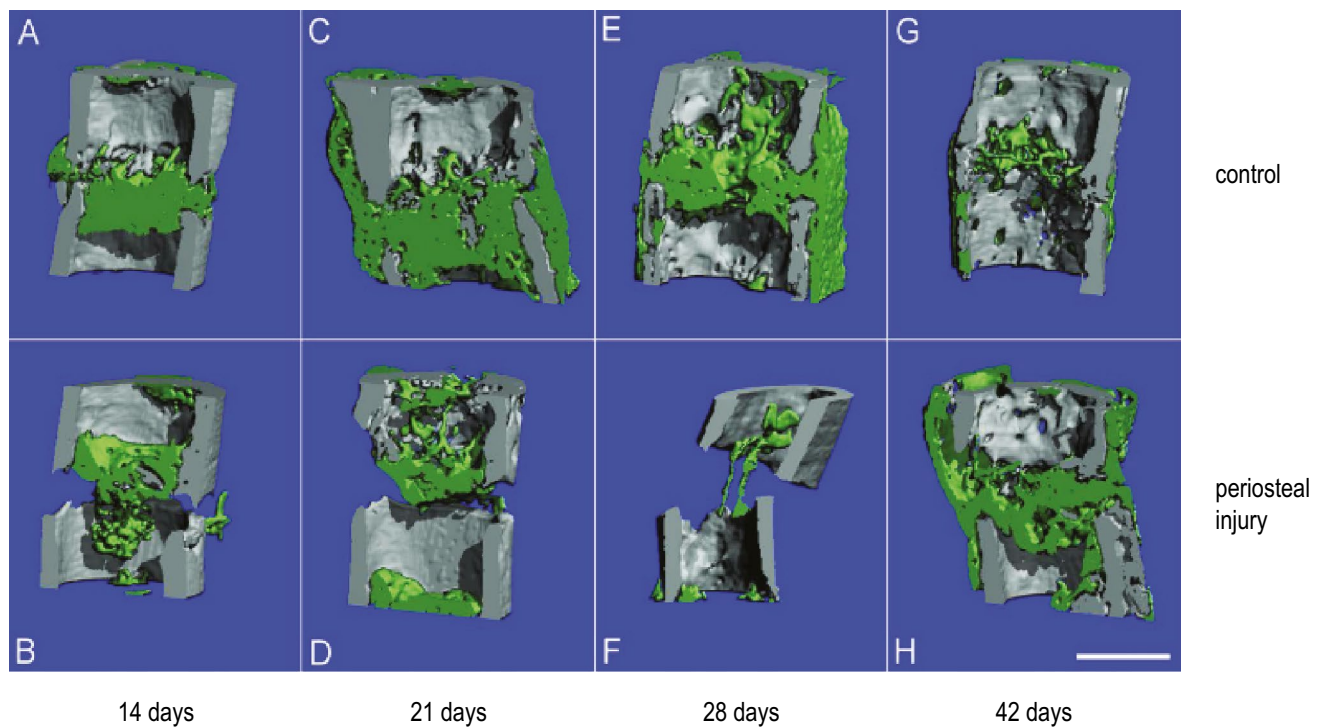 A
C
E
G
control
B
D
F
H
periosteal
injury
14 days
21 days
28 days
42 days